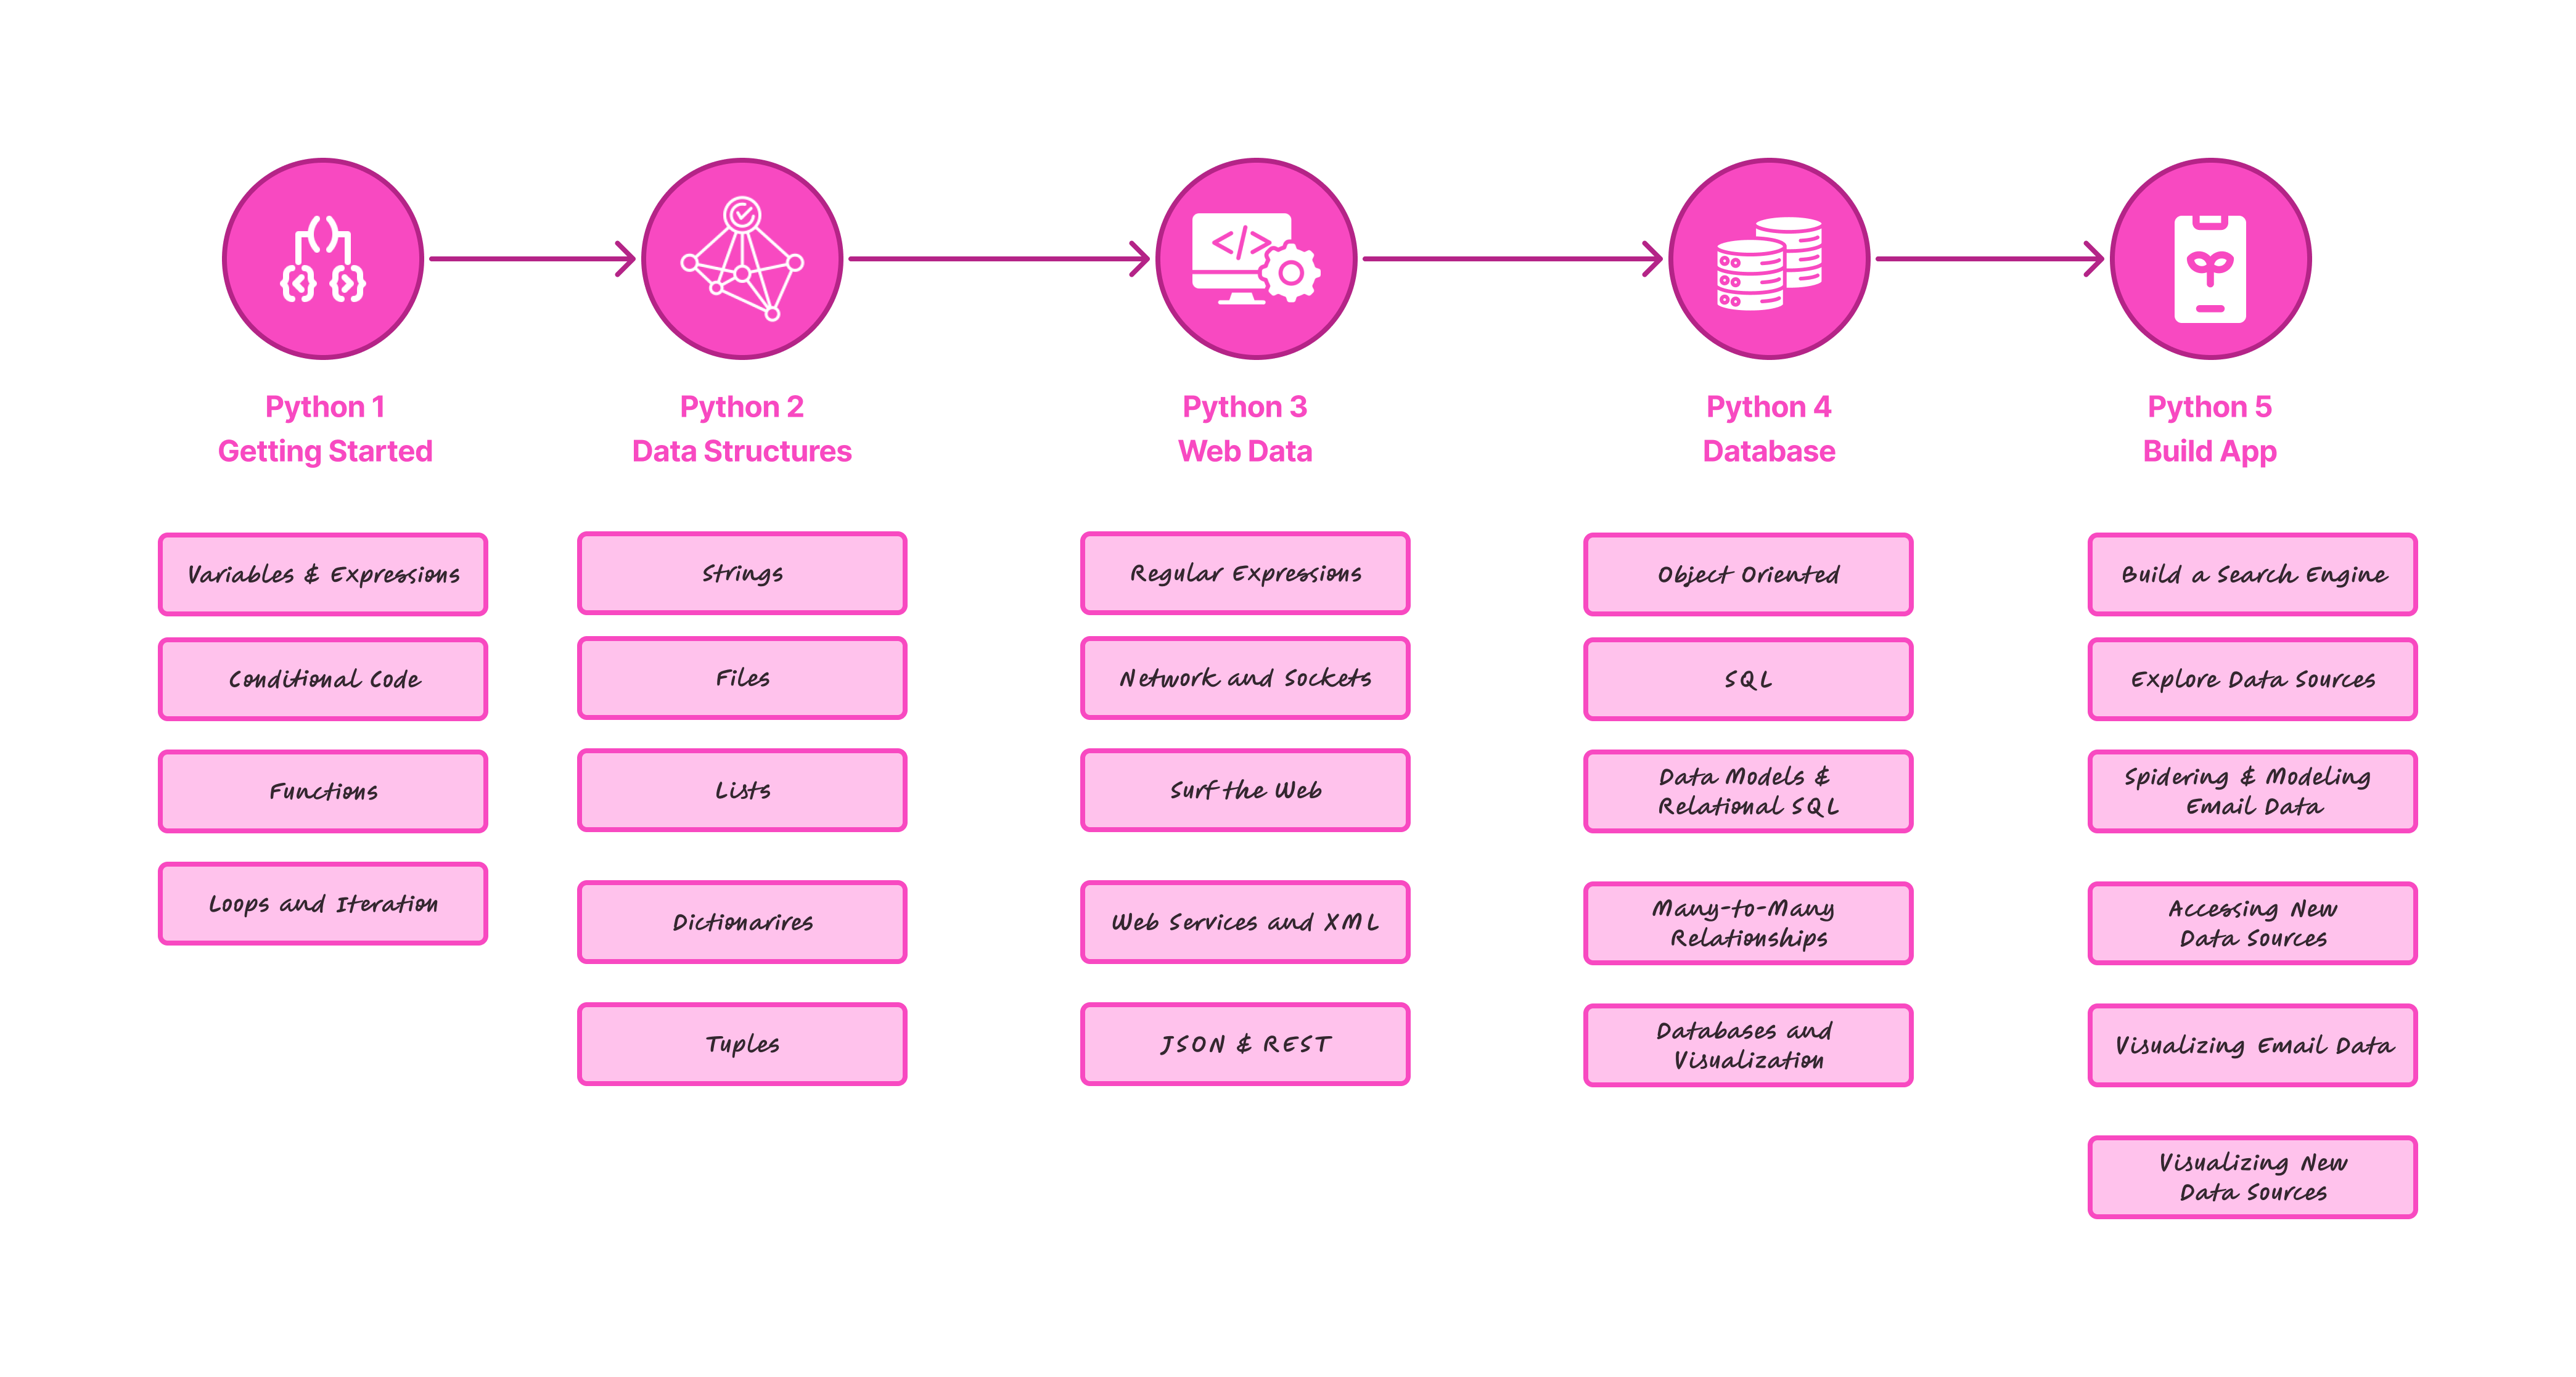 Python 1
Getting Started
Python 2
Data Structures
Python 3
Web Data
Python 4
Database
Python 5
Build App
Variables & Expressions
Conditional Code
Functions
Loops and Iteration
Strings
Files
Lists
Dictionarires
Tuples
Regular Expressions
Network and Sockets
Surf the Web
Web Services and XML
JSON & REST
Object Oriented
SQL
Data Models &
Relational SQL
Many-to-Many
Relationships
Databases and
Visualization
Build a Search Engine
Explore Data Sources
Spidering & Modeling
Email Data
Accessing New
Data Sources
Visualizing Email Data
Visualizing New
Data Sources